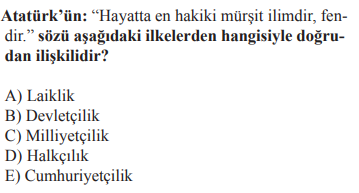 Atatürk’ün: “Hayatta en hakiki mürşit ilimdir, fen-
dir.” sözü aşağıdaki ilkelerden hangisiyle doğru-
dan ilişkilidir?
A) Laiklik
B) Devletçilik
C) Milliyetçilik
D) Halkçılık
E) Cumhuriyetçilik